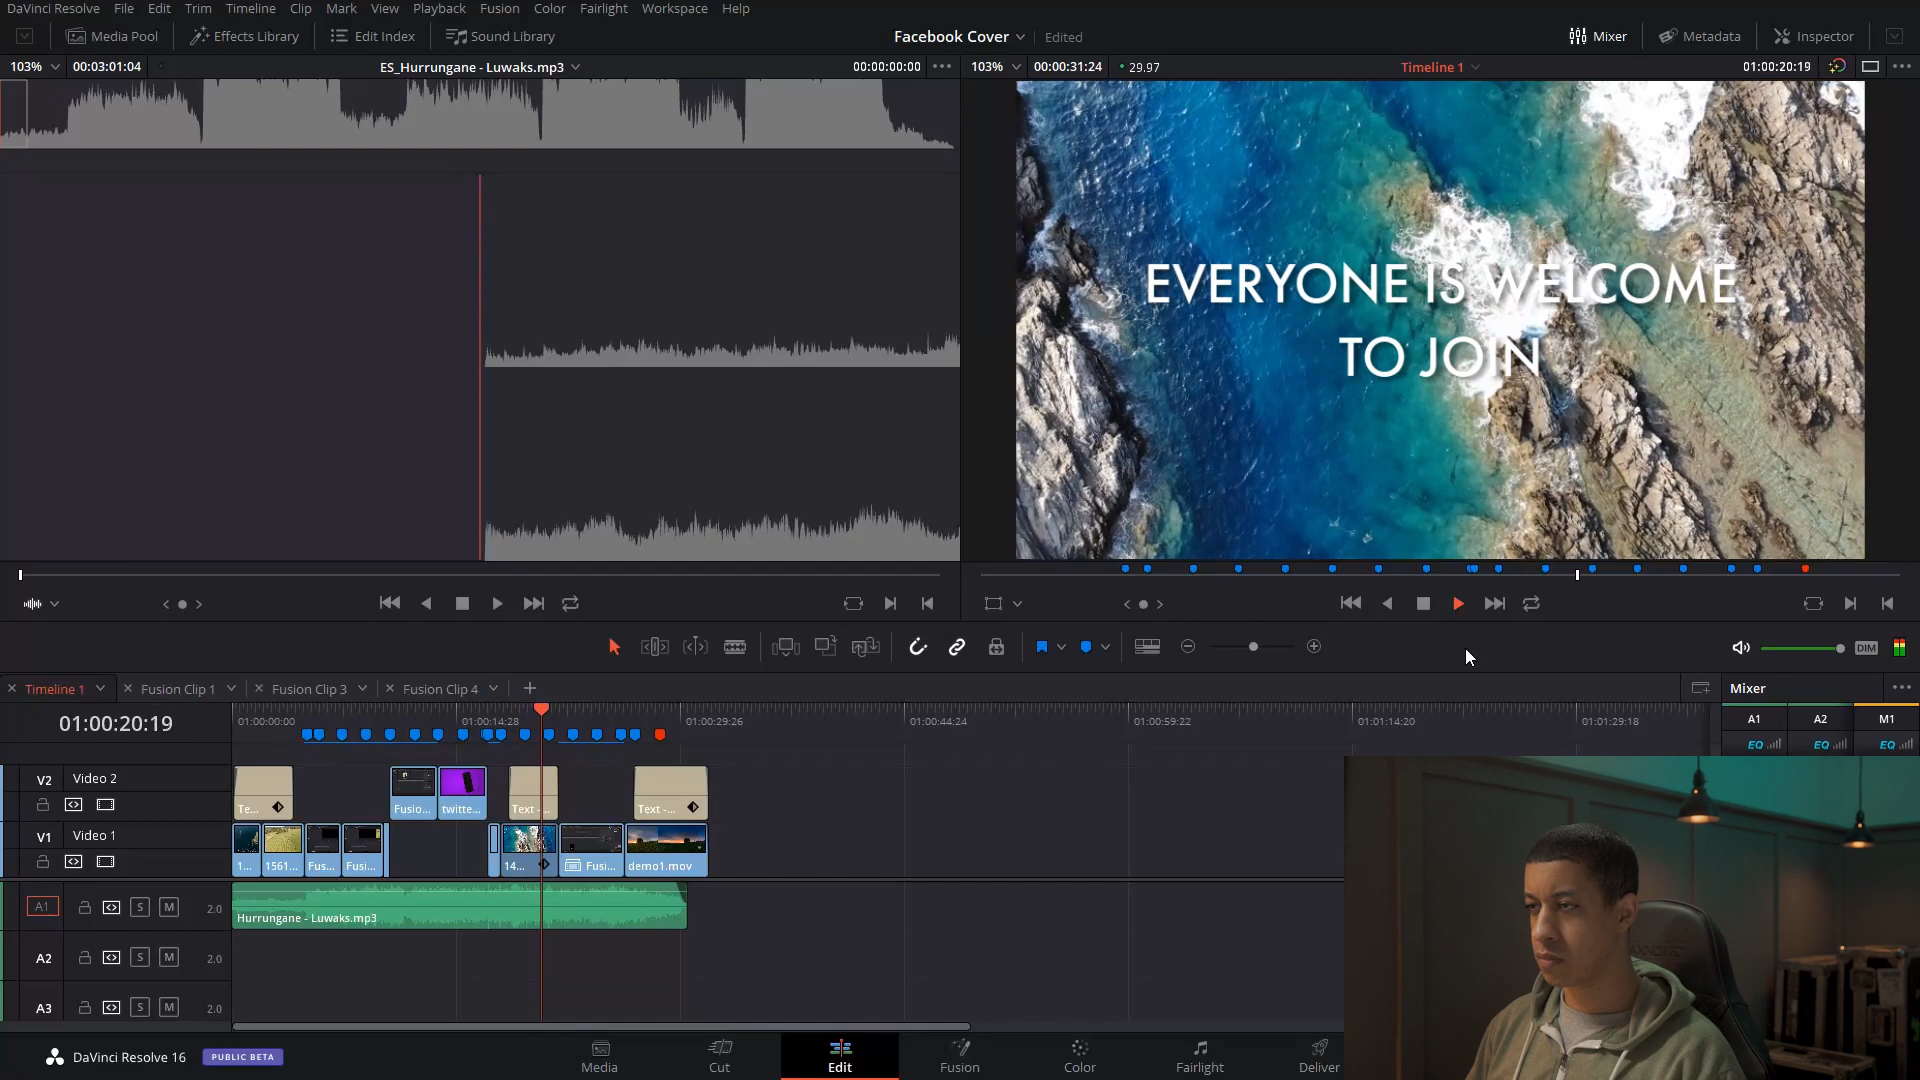 DaVinci Resolve File Edit Trim Timeline Clip Mark View Playback Fusion Color Fairlight Workspace Help
Media Pool Effects Library Edit Index Sound Library Facebook Cover Edited Mixer Metadata Inspector
103% 00:03:01:04 ES_Hurrungane - Luwaks.mp3 00:00:00:00 103% 00:00:31:24 29.97 Timeline 1 01:00:20:19
EVERYONE IS WELCOME
TO JOIN
DIM
Timeline 1 Fusion Clip 1 Fusion Clip 3 Fusion Clip 4 Mixer
01:00:20:19 01:00:00:00 01:00:14:28 01:00:29:26 01:00:44:24 01:00:59:22 01:01:14:20 01:01:29:18 A1 A2 M1
EQ EQ EQ
V2 Video 2
Te... Fusio... twitte... Text -... Text -...
V1 Video 1
1... 1561... Fus... Fusi... 14... Fusi... demo1.mov
A1 S M 2.0
Hurrungane - Luwaks.mp3
A2 S M 2.0
A3 S M 2.0
DaVinci Resolve 16 PUBLIC BETA Media Cut Edit Fusion Color Fairlight Deliver